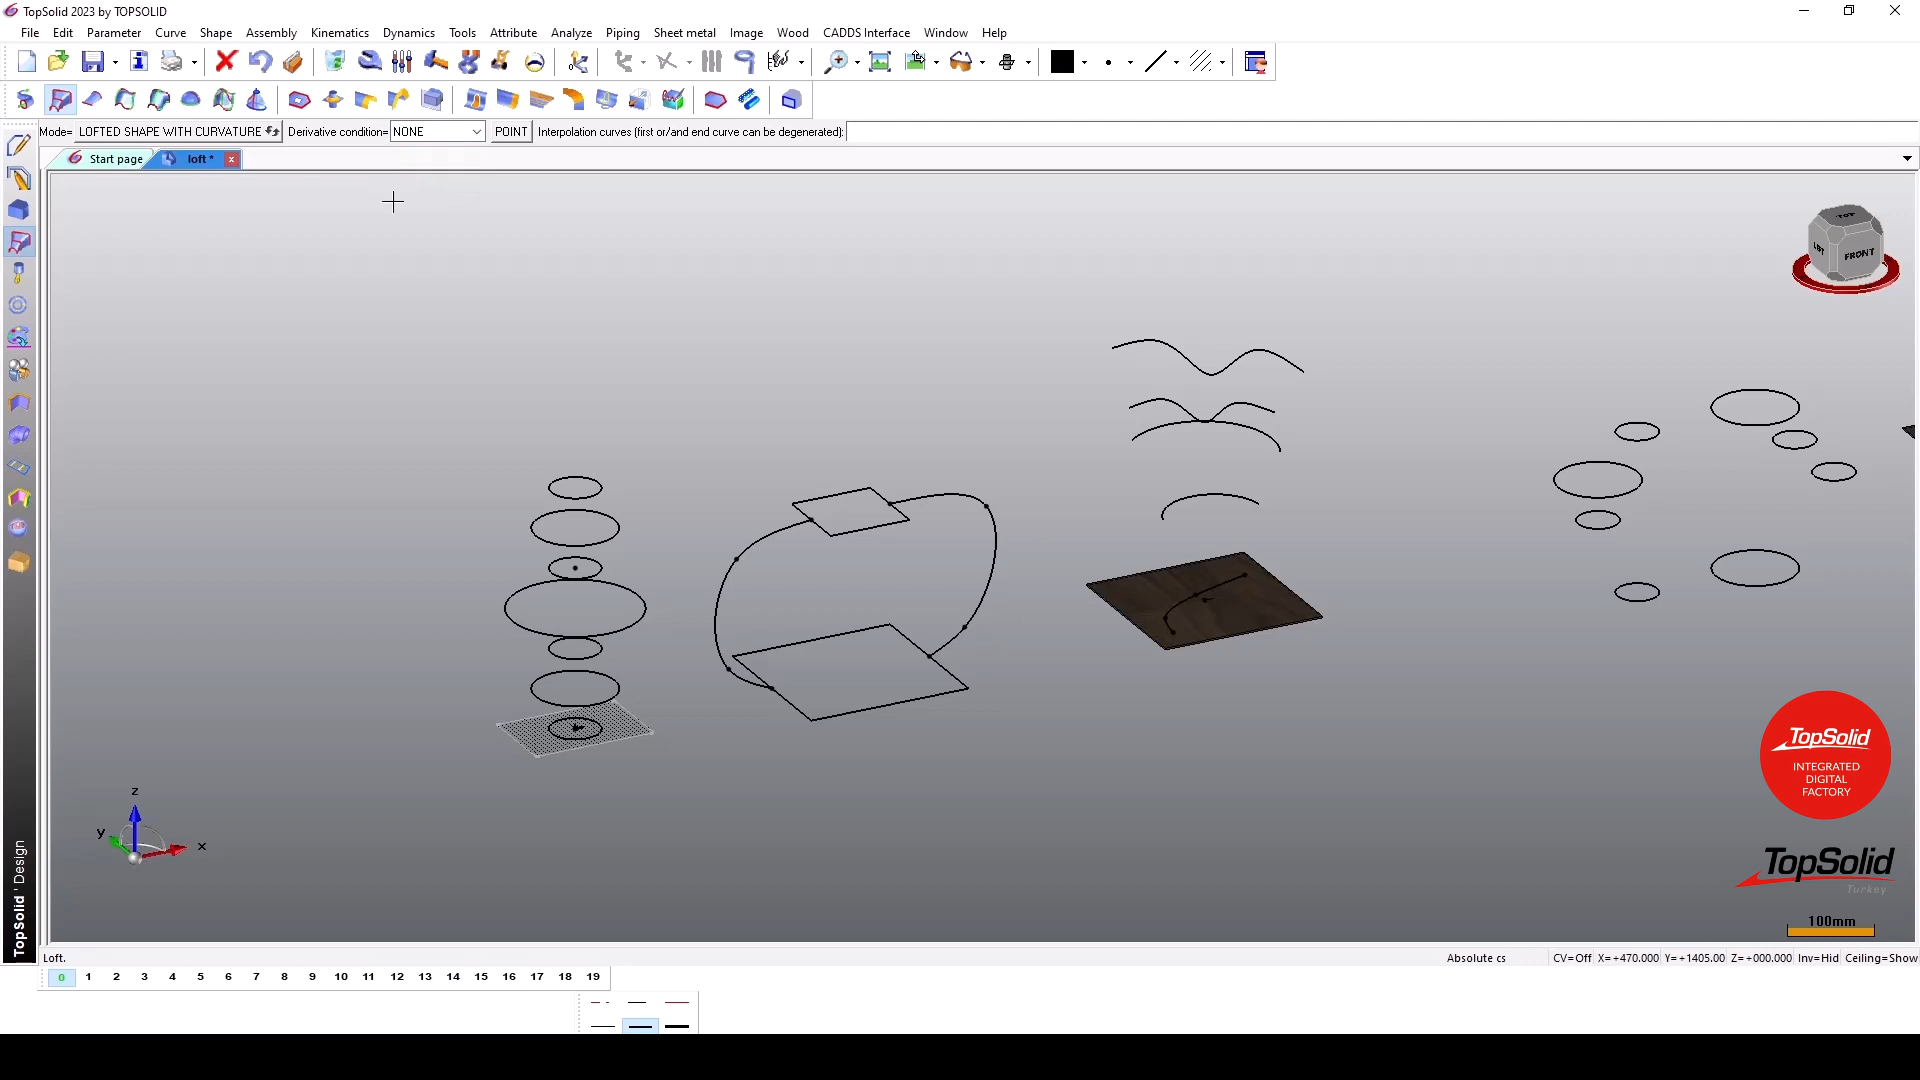 TopSolid 2023 by TOPSOLID
File Edit Parameter Curve Shape Assembly Kinematics Dynamics Tools Attribute Analyze Piping Sheet metal Image Wood CADDS Interface Window Help
Mode= LOFTED SHAPE WITH CURVATURE Derivative condition= NONE POINT Interpolation curves (first or/and end curve can be degenerated):
Start page loft *
TOP
LEFT FRONT
TopSolid
INTEGRATED
DIGITAL
FACTORY
z
y
x
TopSolid
Turkey
100mm
TopSolid ' Design
Loft. Absolute cs CV=Off X=+470.000 Y=+1405.00 Z=+000.000 Inv=Hid Ceiling=Show
0 1 2 3 4 5 6 7 8 9 10 11 12 13 14 15 16 17 18 19